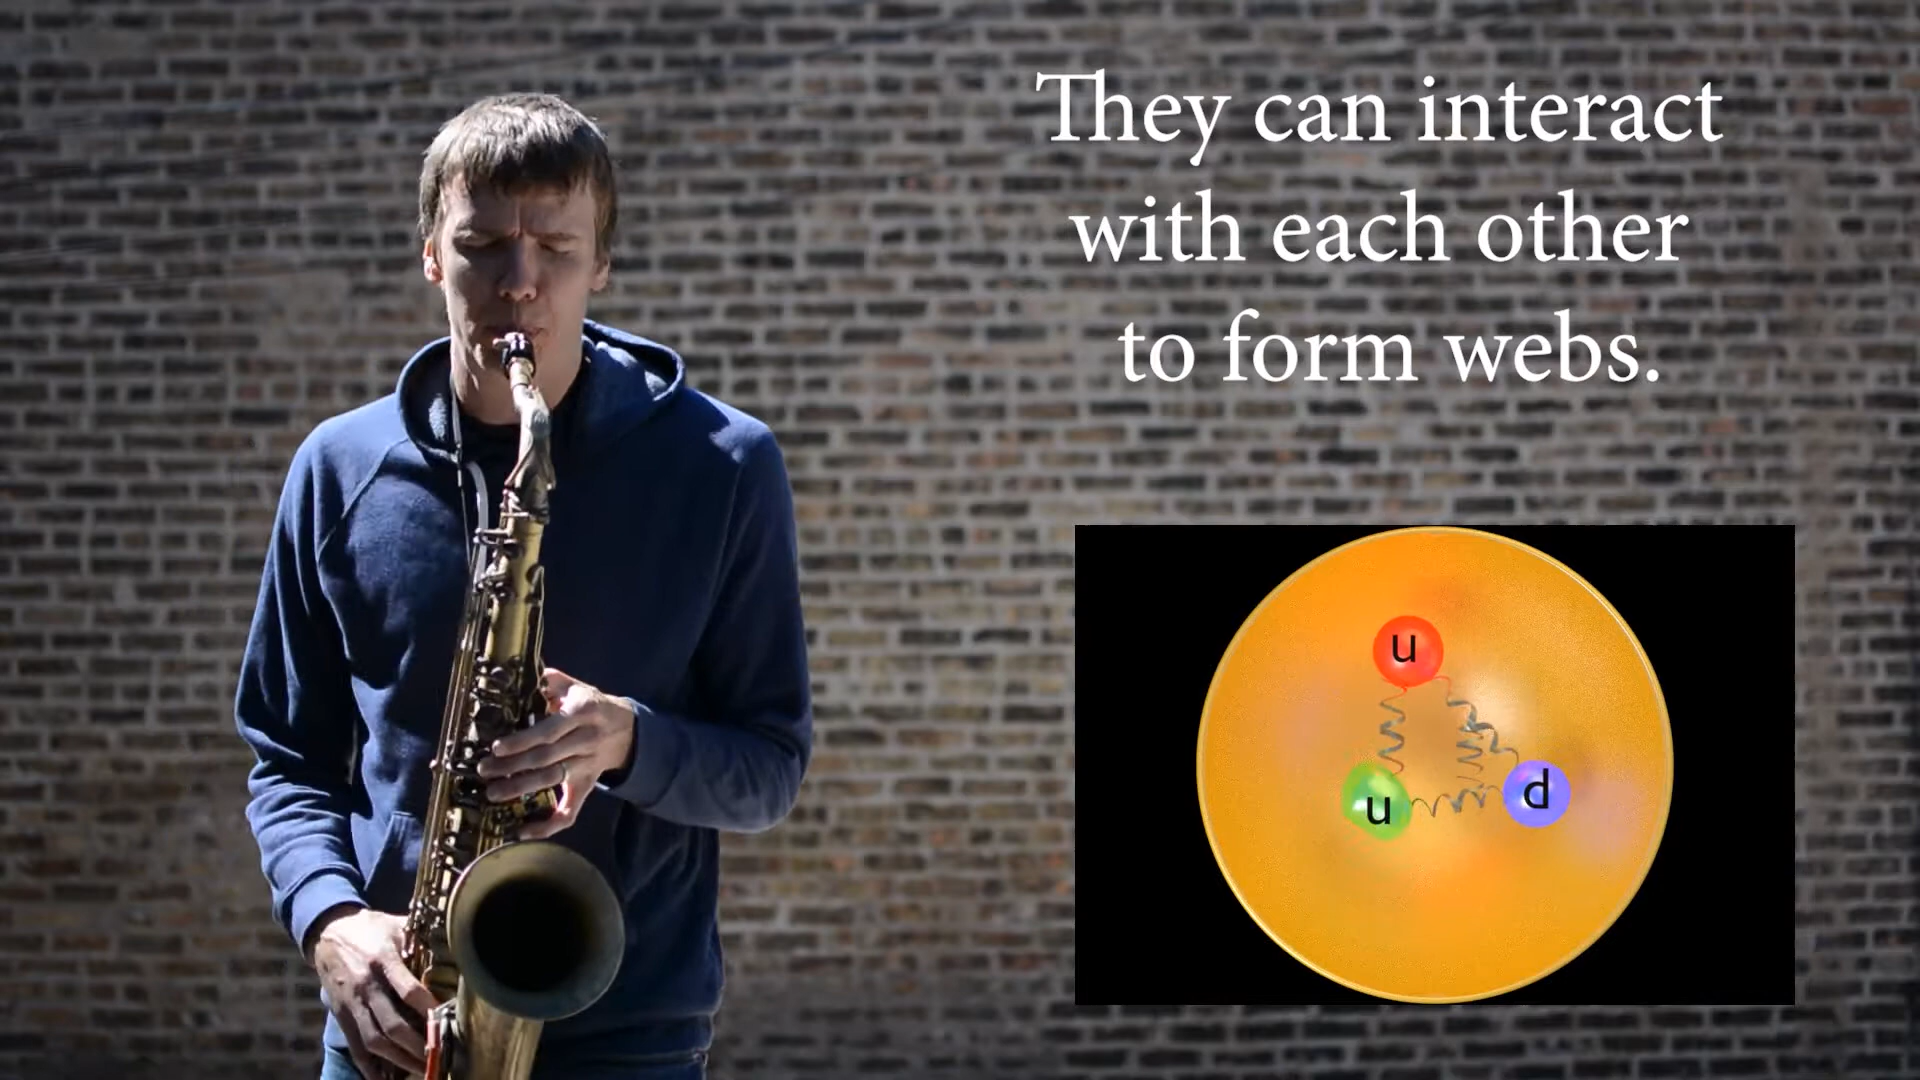 They can interact
with each other
to form webs.
u
u
d